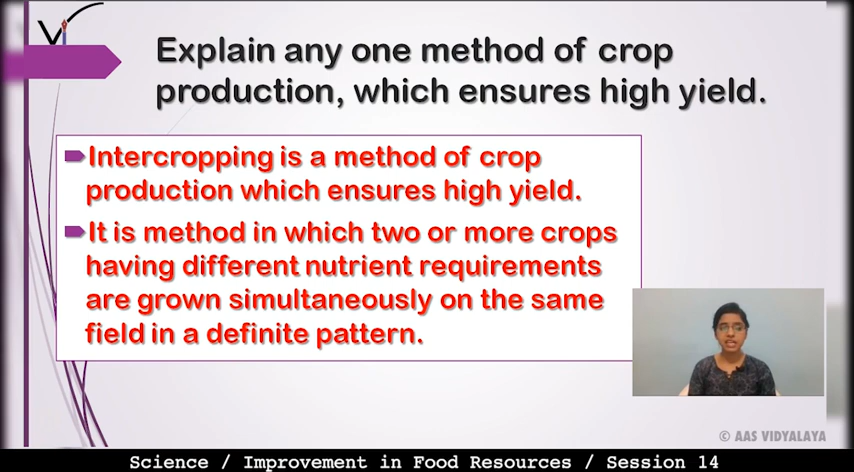 Explain any one method of crop
production, which ensures high yield.
Intercropping is a method of crop
production which ensures high yield.
It is method in which two or more crops
having different nutrient requirements
are grown simultaneously on the same
field in a definite pattern.
© AAS VIDYALAYA
Science / Improvement in Food Resources / Session 14